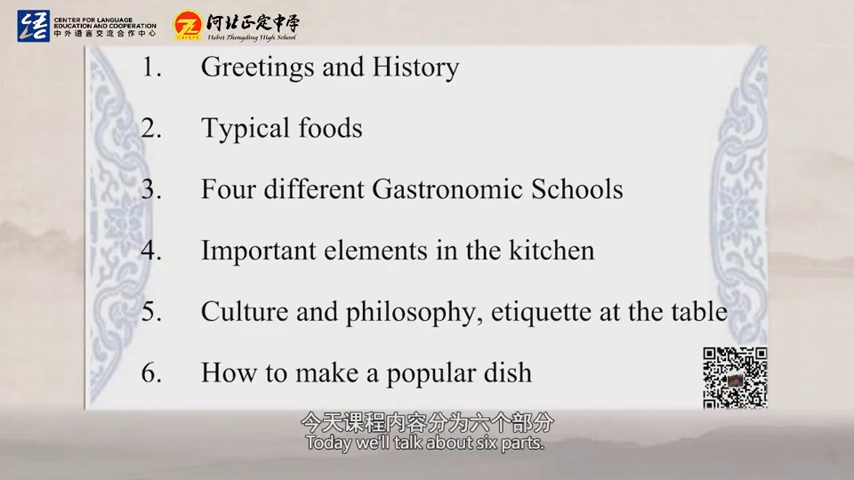 CENTER FOR LANGUAGE
EDUCATION AND COOPERATION
中外语言交流合作中心
河北正定中学
Hebei Zhengding High School
1. Greetings and History
2. Typical foods
3. Four different Gastronomic Schools
4. Important elements in the kitchen
5. Culture and philosophy, etiquette at the table
6. How to make a popular dish
今天课程内容分为六个部分
Today we'll talk about six parts.